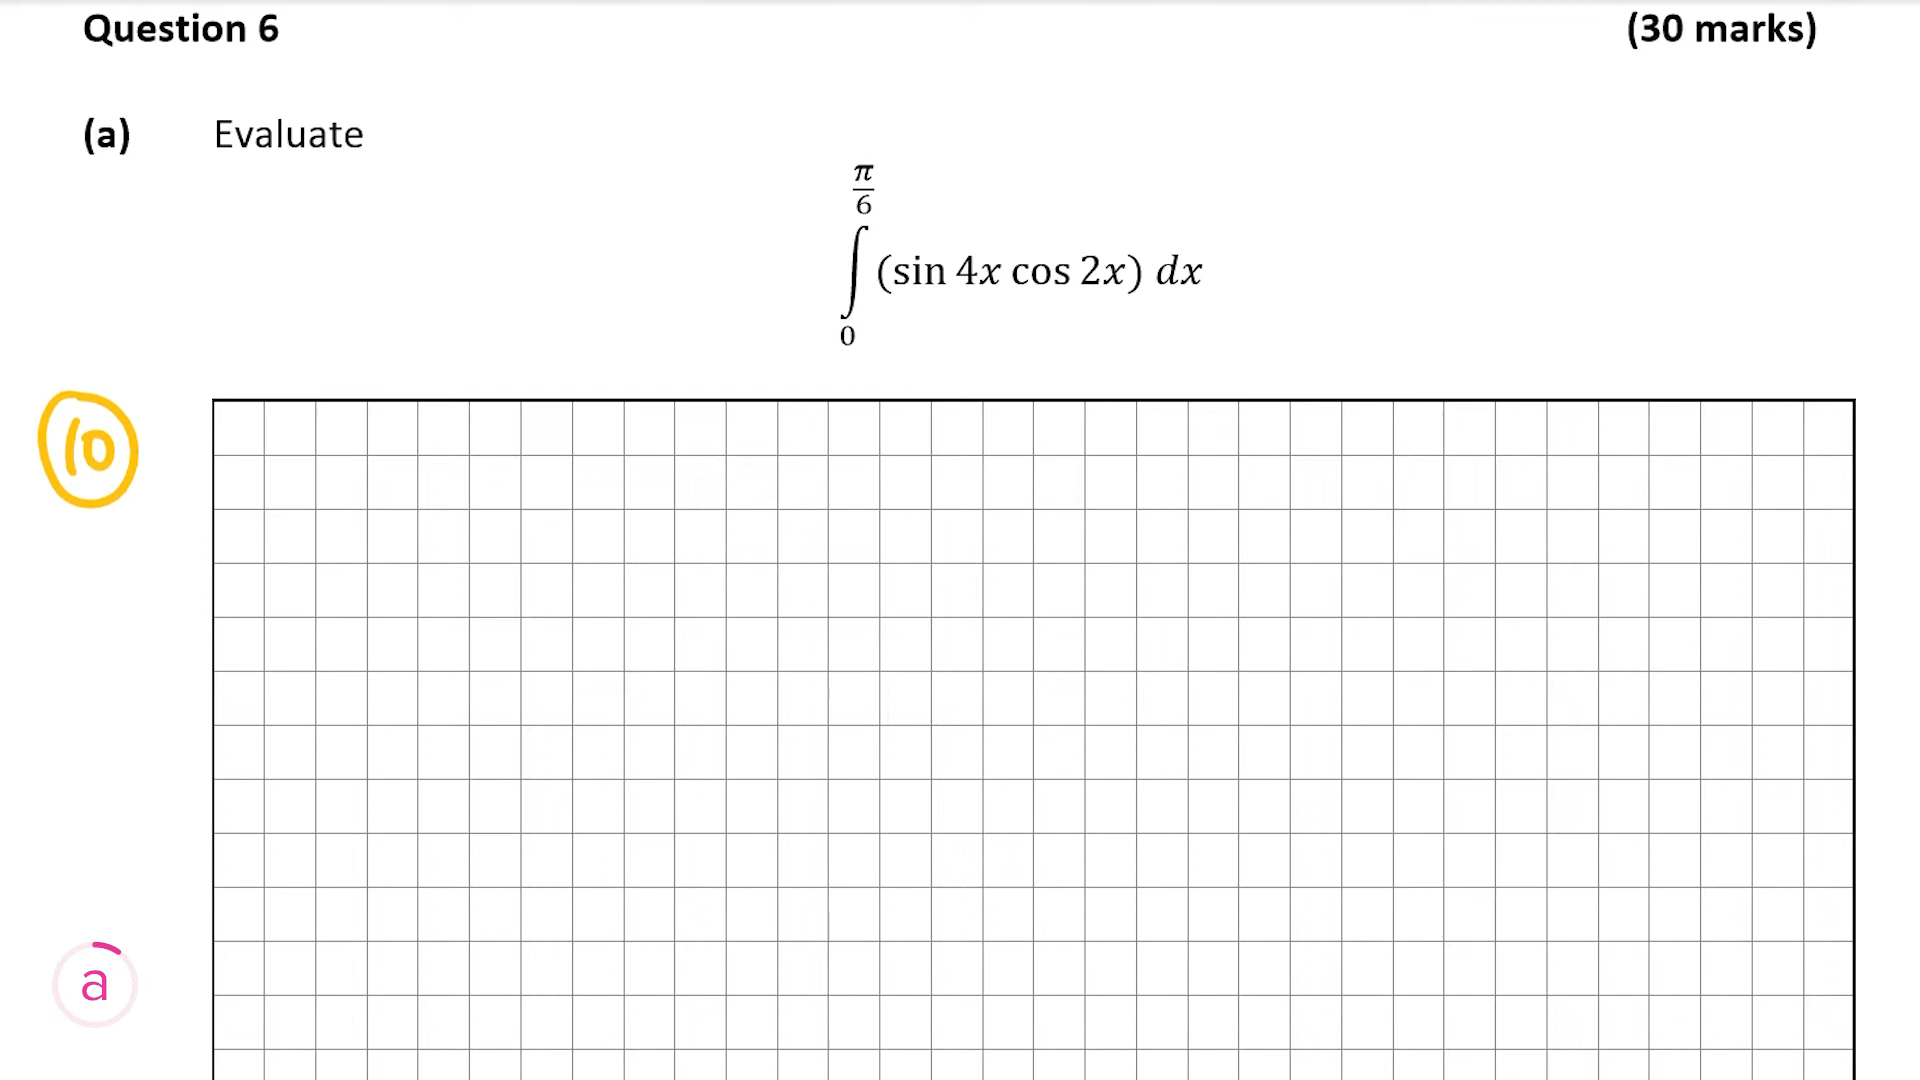 Question 6 (30 marks)
(a) Evaluate
π
6
∫ (sin 4x cos 2x) dx
0
10
a